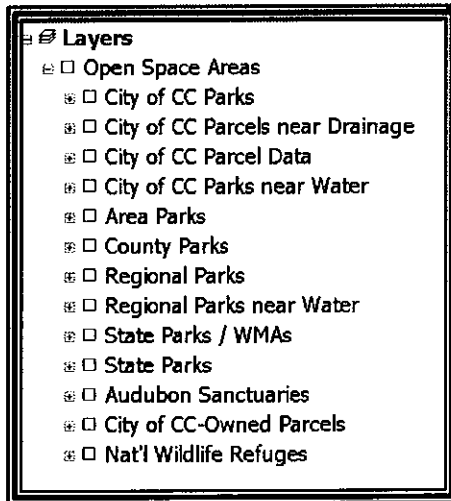 Layers
Open Space Areas
City of CC Parks
City of CC Parcels near Drainage
City of CC Parcel Data
City of CC Parks near Water
Area Parks
County Parks
Regional Parks
Regional Parks near Water
State Parks / WMAs
State Parks
Audubon Sanctuaries
City of CC-Owned Parcels
Nat'l Wildlife Refuges